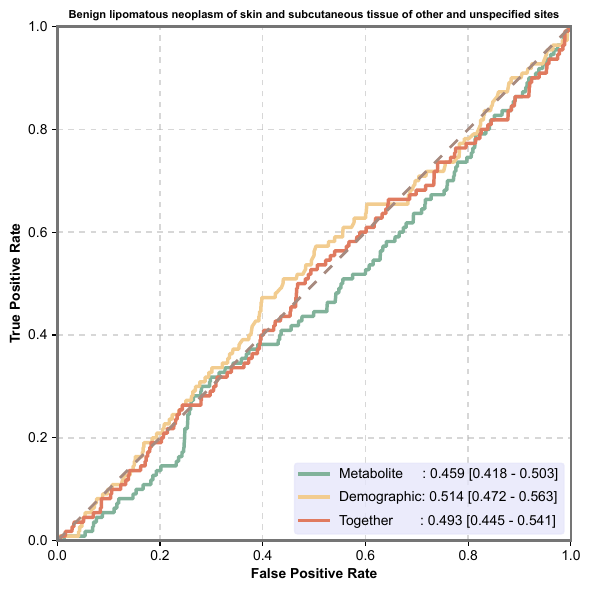 Benign lipomatous neoplasm of skin and subcutaneous tissue of other and unspecified sites
1.0
0.8
0.6
0.4
0.2
0.0
True Positive Rate
Metabolite : 0.459 [0.418 - 0.503]
Demographic: 0.514 [0.472 - 0.563]
Together : 0.493 [0.445 - 0.541]
0.0 0.2 0.4 0.6 0.8 1.0
False Positive Rate